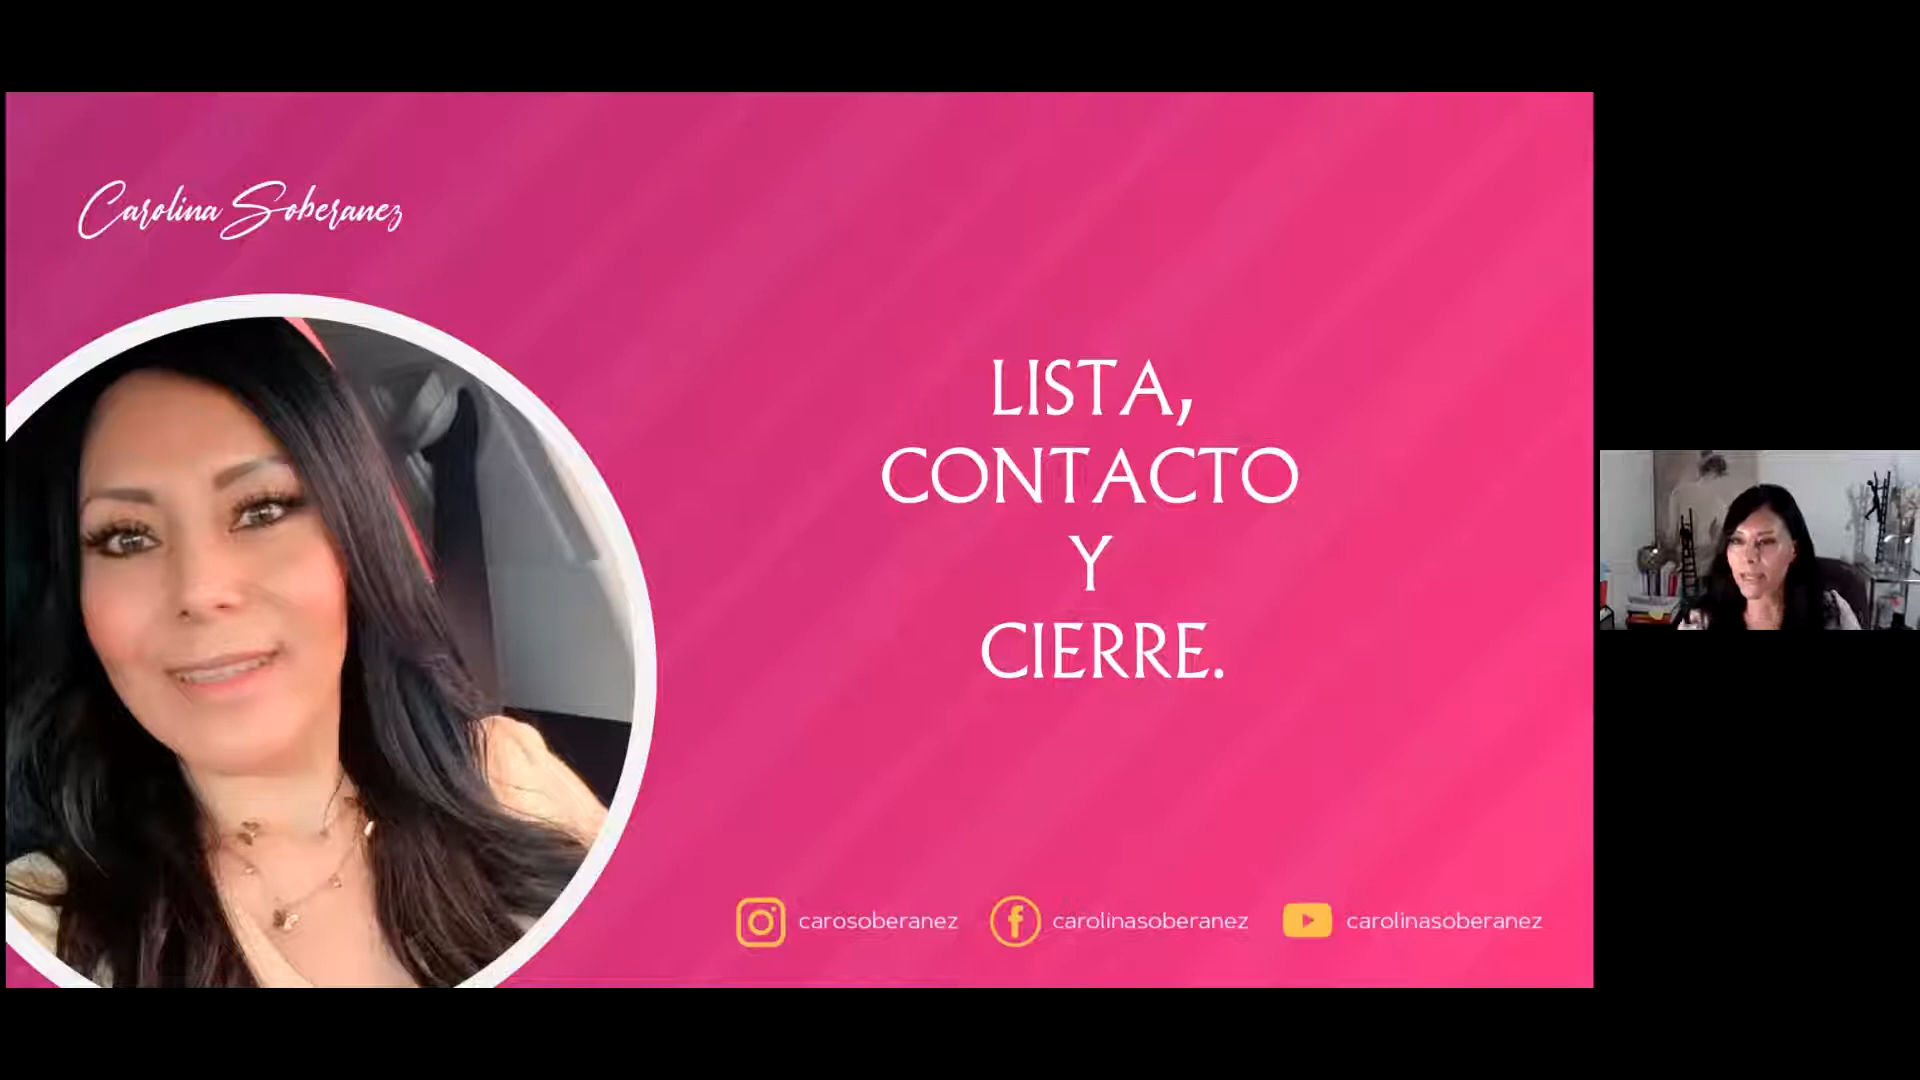 Carolina Soberanez
LISTA,
CONTACTO
Y
CIERRE.
carosoberanez
carolinasoberanez
carolinasoberanez